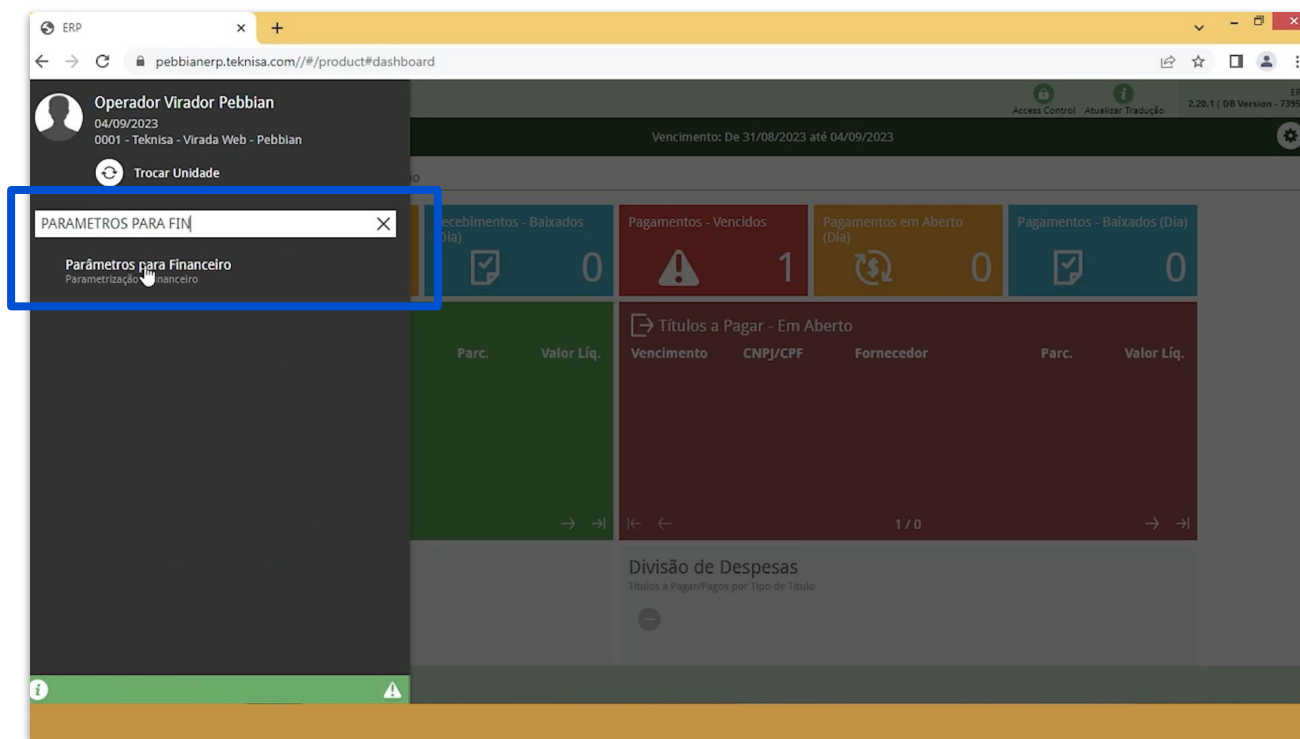 ERP
pebbianerp.teknisa.com//#/product#dashboard
Operador Virador Pebbian
04/09/2023
0001 - Teknisa - Virada Web - Pebbian
Trocar Unidade
Access Control
Atualizar Tradução
2.20.1 ( DB Version - 7395
Vencimento: De 31/08/2023 até 04/09/2023
PARAMETROS PARA FIN
Parâmetros para Financeiro
Parametrização Financeiro
ecebimentos - Baixados
Dia)
0
Pagamentos - Vencidos
1
Pagamentos em Aberto
(Dia)
0
Pagamentos - Baixados (Dia)
0
Parc. Valor Líq.
Títulos a Pagar - Em Aberto
Vencimento CNPJ/CPF Fornecedor Parc. Valor Líq.
1 / 0
Divisão de Despesas
Títulos a Pagar/Pagos por Tipo de Título